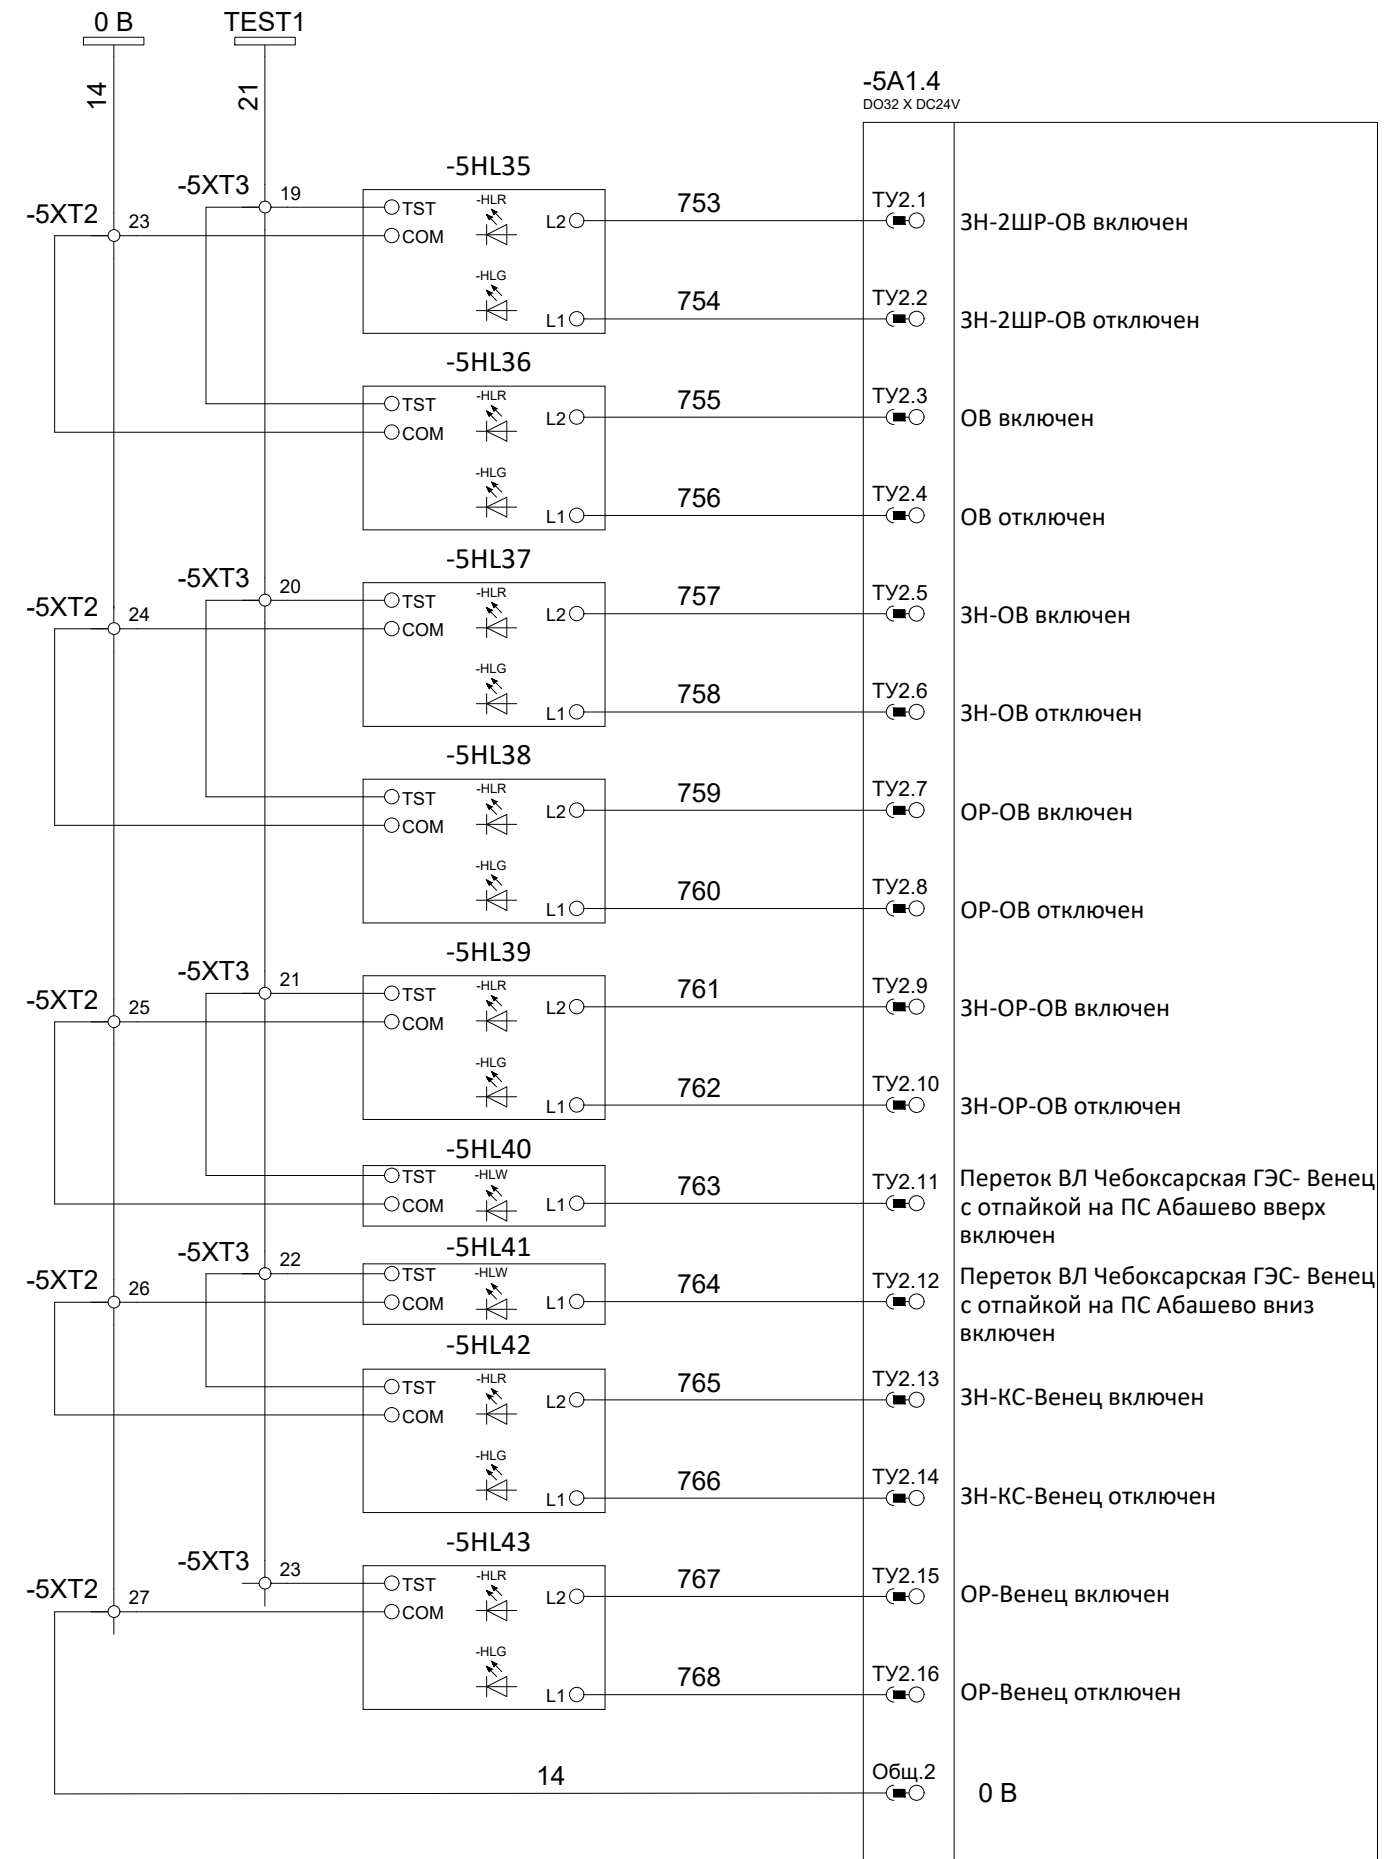 0 В
TEST1
14
21
-5A1.4
DO32 X DC24V
-5HL35
-5XT3
19
-5XT2
23
TST
COM
-HLR
L2
753
ТУ2.1
ЗН-2ШР-ОВ включен
-HLG
L1
754
ТУ2.2
ЗН-2ШР-ОВ отключен
-5HL36
TST
COM
-HLR
L2
755
ТУ2.3
ОВ включен
-HLG
L1
756
ТУ2.4
ОВ отключен
-5HL37
-5XT3
20
-5XT2
24
TST
COM
-HLR
L2
757
ТУ2.5
ЗН-ОВ включен
-HLG
L1
758
ТУ2.6
ЗН-ОВ отключен
-5HL38
TST
COM
-HLR
L2
759
ТУ2.7
ОР-ОВ включен
-HLG
L1
760
ТУ2.8
ОР-ОВ отключен
-5HL39
-5XT3
21
-5XT2
25
TST
COM
-HLR
L2
761
ТУ2.9
ЗН-ОР-ОВ включен
-HLG
L1
762
ТУ2.10
ЗН-ОР-ОВ отключен
-5HL40
TST
COM
-HLW
L1
763
ТУ2.11
Переток ВЛ Чебоксарская ГЭС- Венец
с отпайкой на ПС Абашево вверх
включен
-5HL41
-5XT3
22
-5XT2
26
TST
COM
-HLW
L1
764
ТУ2.12
Переток ВЛ Чебоксарская ГЭС- Венец
с отпайкой на ПС Абашево вниз
включен
-5HL42
TST
COM
-HLR
L2
765
ТУ2.13
ЗН-КС-Венец включен
-HLG
L1
766
ТУ2.14
ЗН-КС-Венец отключен
-5HL43
-5XT3
23
-5XT2
27
TST
COM
-HLR
L2
767
ТУ2.15
ОР-Венец включен
-HLG
L1
768
ТУ2.16
ОР-Венец отключен
14
Общ.2
0 В